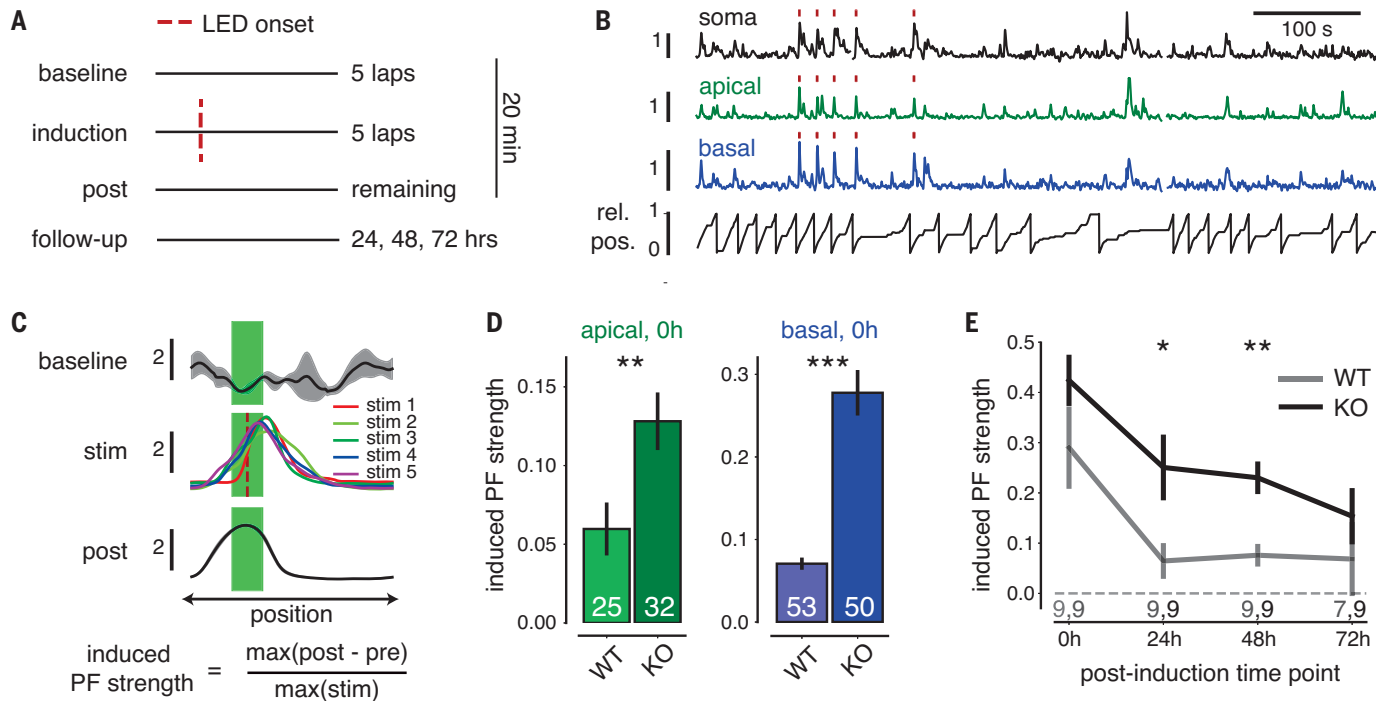 A
LED onset
baseline
5 laps
induction
5 laps
post
remaining
follow-up
24, 48, 72 hrs
20 min
B
soma
1
100 s
apical
1
basal
1
rel.
pos.
1
0
C
baseline
2
stim
2
stim 1
stim 2
stim 3
stim 4
stim 5
post
2
position
induced
PF strength
=
max(post - pre)
max(stim)
D
apical, 0h
**
induced PF strength
0.15
0.10
0.05
0.00
25
32
WT
KO
basal, 0h
***
0.3
0.2
0.1
0.0
53
50
WT
KO
E
induced PF strength
0.5
0.4
0.3
0.2
0.1
0.0
*
**
WT
KO
9,9
9,9
9,9
7,9
0h
24h
48h
72h
post-induction time point